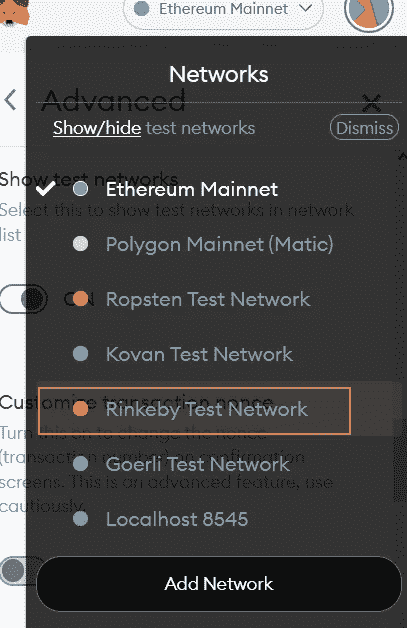 Ethereum Mainnet
Networks
Advanced
Show/hide test networks
Dismiss
Show test networks
Ethereum Mainnet
Select this to show test networks in network
list
Polygon Mainnet (Matic)
ON
Ropsten Test Network
Kovan Test Network
Customize transaction nonce
Rinkeby Test Network
Turn this on to change the nonce
(transaction number) on confirmation
Goerli Test Network
screens. This is an advanced feature, use
cautiously.
Localhost 8545
Add Network